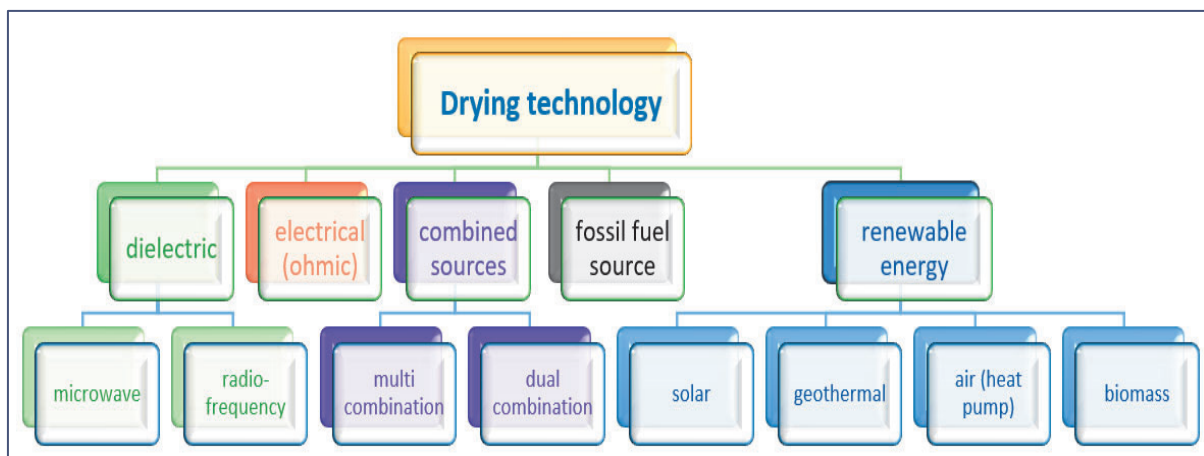 Drying technology
dielectric
electrical
(ohmic)
combined
sources
fossil fuel
source
renewable
energy
microwave
radio-
frequency
multi
combination
dual
combination
solar
geothermal
air (heat
pump)
biomass